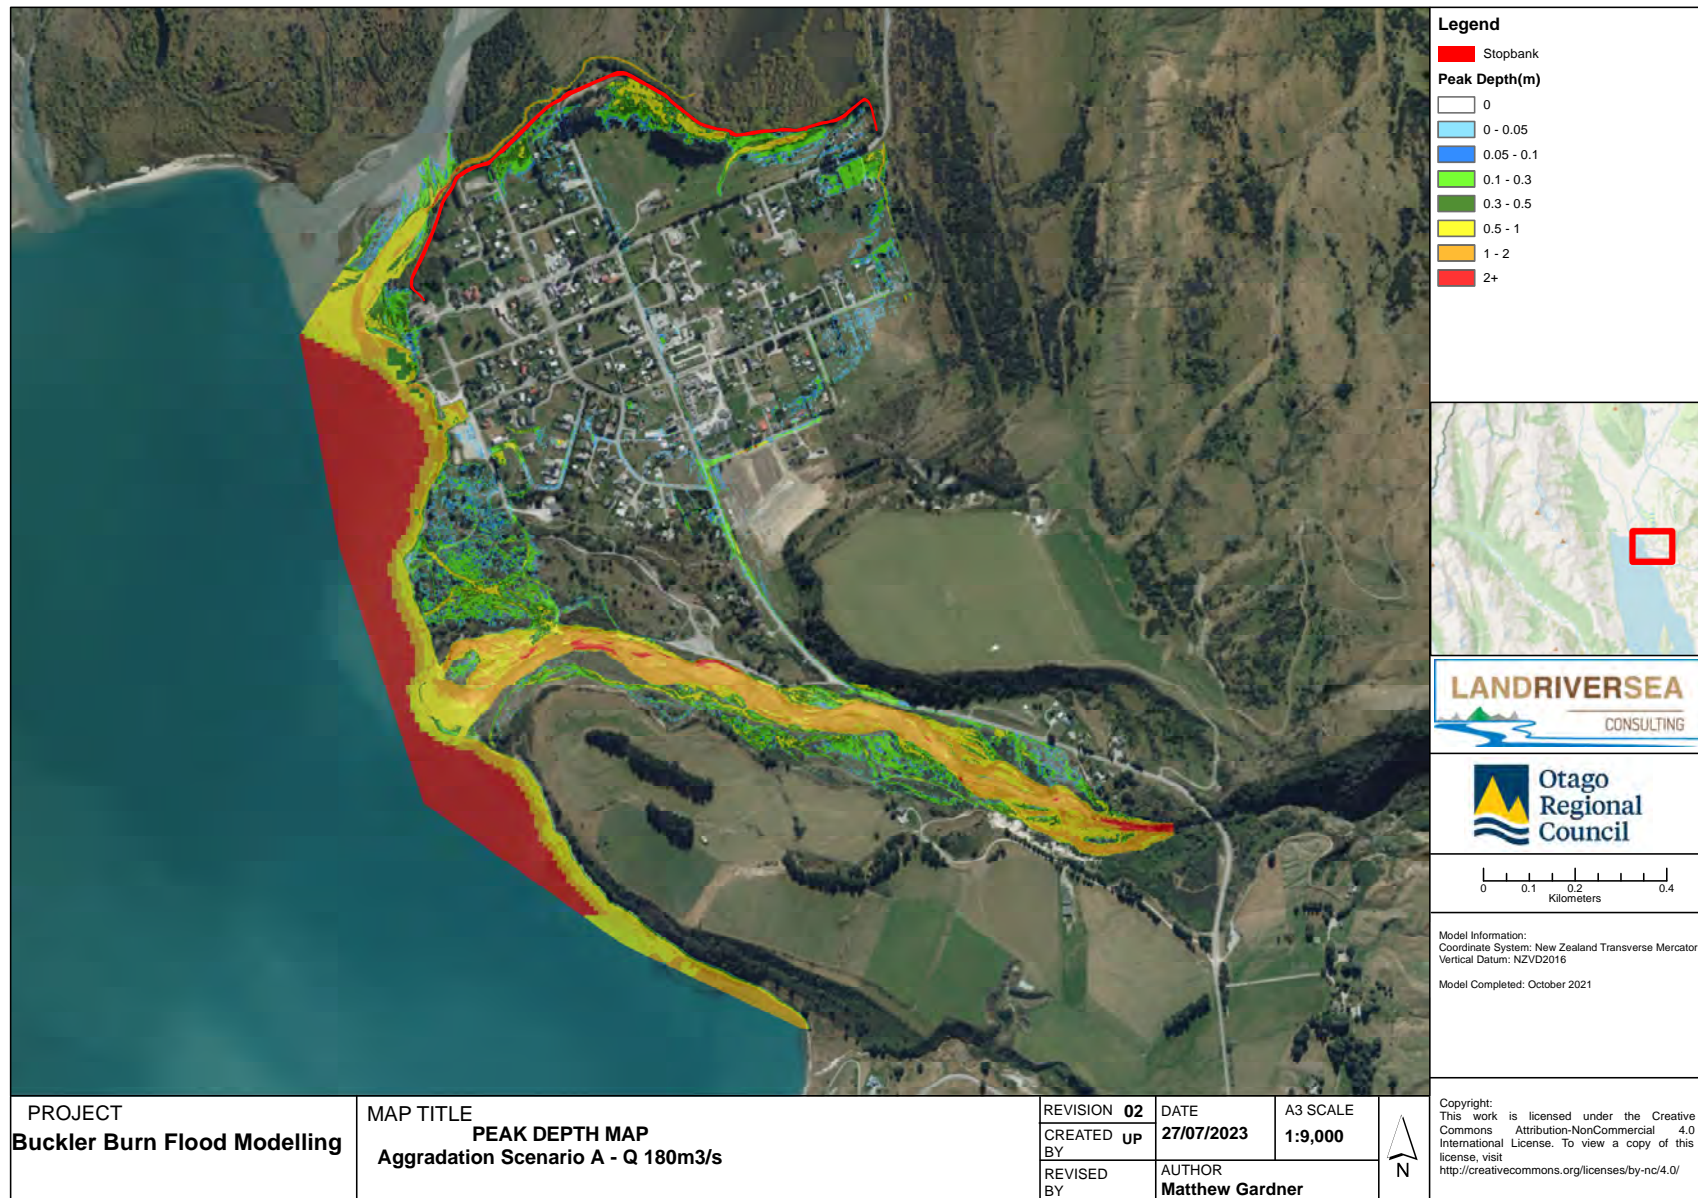 Legend
Stopbank
Peak Depth(m)
0
0 - 0.05
0.05 - 0.1
0.1 - 0.3
0.3 - 0.5
0.5 - 1
1 - 2
2+
LANDRIVERSEA
CONSULTING
Otago
Regional
Council
0 0.1 0.2 0.4
Kilometers
Model Information:
Coordinate System: New Zealand Transverse Mercator
Vertical Datum: NZVD2016
Model Completed: October 2021
Copyright:
This work is licensed under the Creative
Commons Attribution-NonCommercial 4.0
International License. To view a copy of this
license, visit
http://creativecommons.org/licenses/by-nc/4.0/
PROJECT
Buckler Burn Flood Modelling
MAP TITLE
PEAK DEPTH MAP
Aggradation Scenario A - Q 180m3/s
REVISION 02
CREATED UP
BY
REVISED
BY
DATE
27/07/2023
A3 SCALE
1:9,000
AUTHOR
Matthew Gardner
N